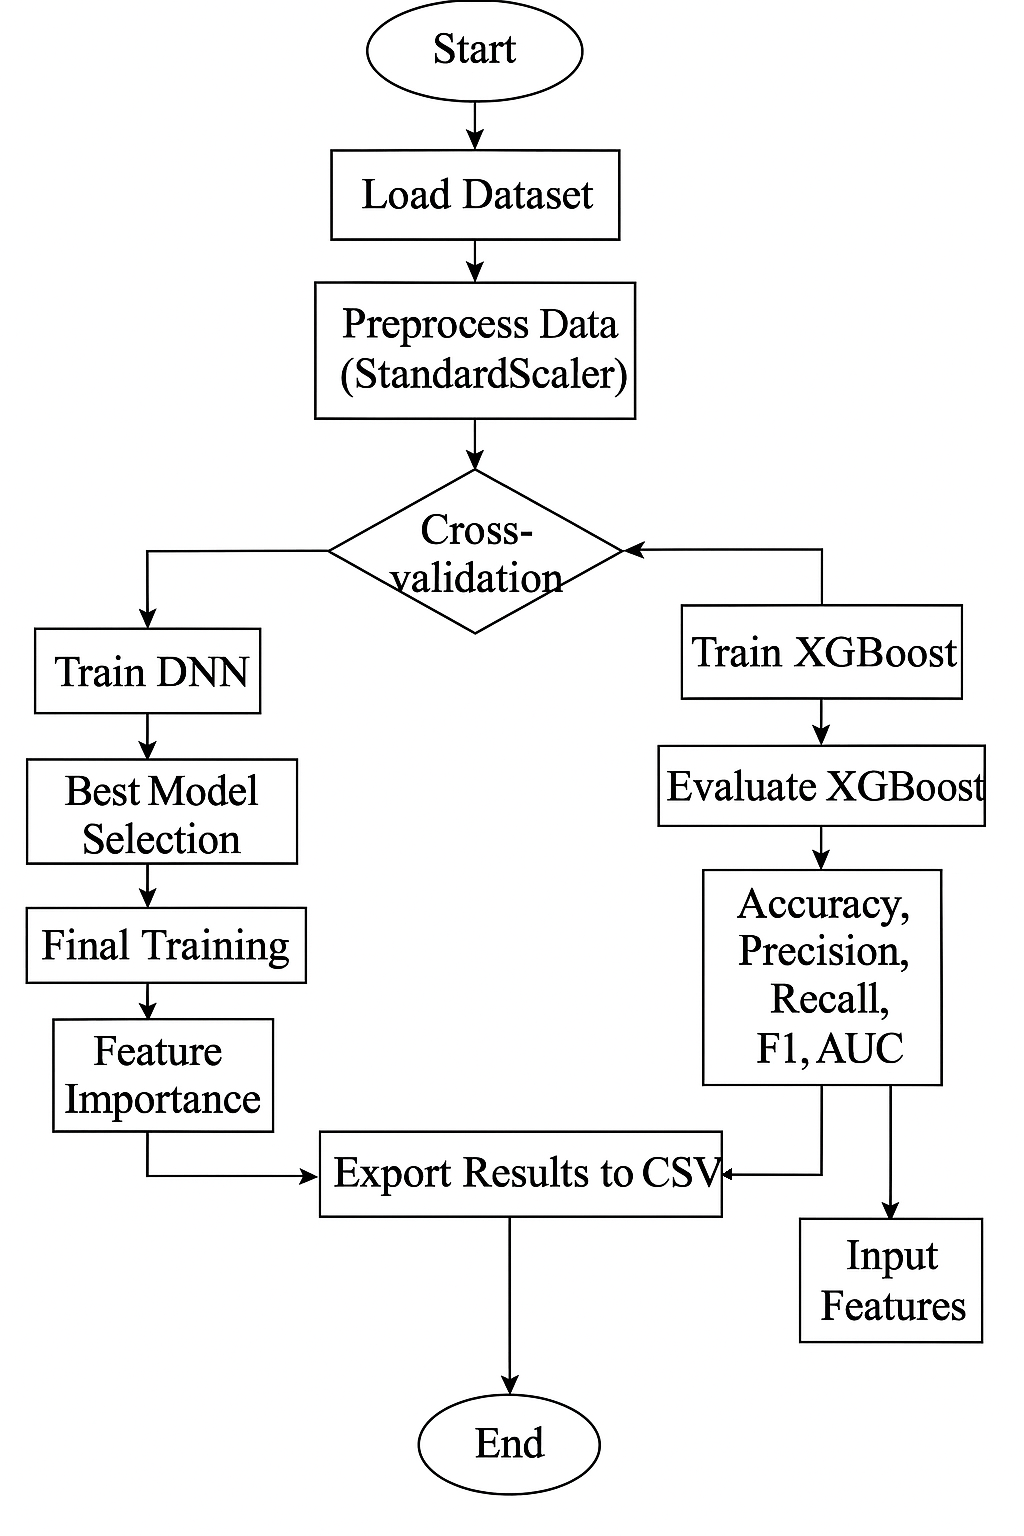 Start
Load Dataset
Preprocess Data
(StandardScaler)
Cross-
validation
Train DNN
Best Model
Selection
Final Training
Feature
Importance
Train XGBoost
Evaluate XGBoost
Accuracy,
Precision,
Recall,
F1, AUC
Export Results to CSV
Input
Features
End